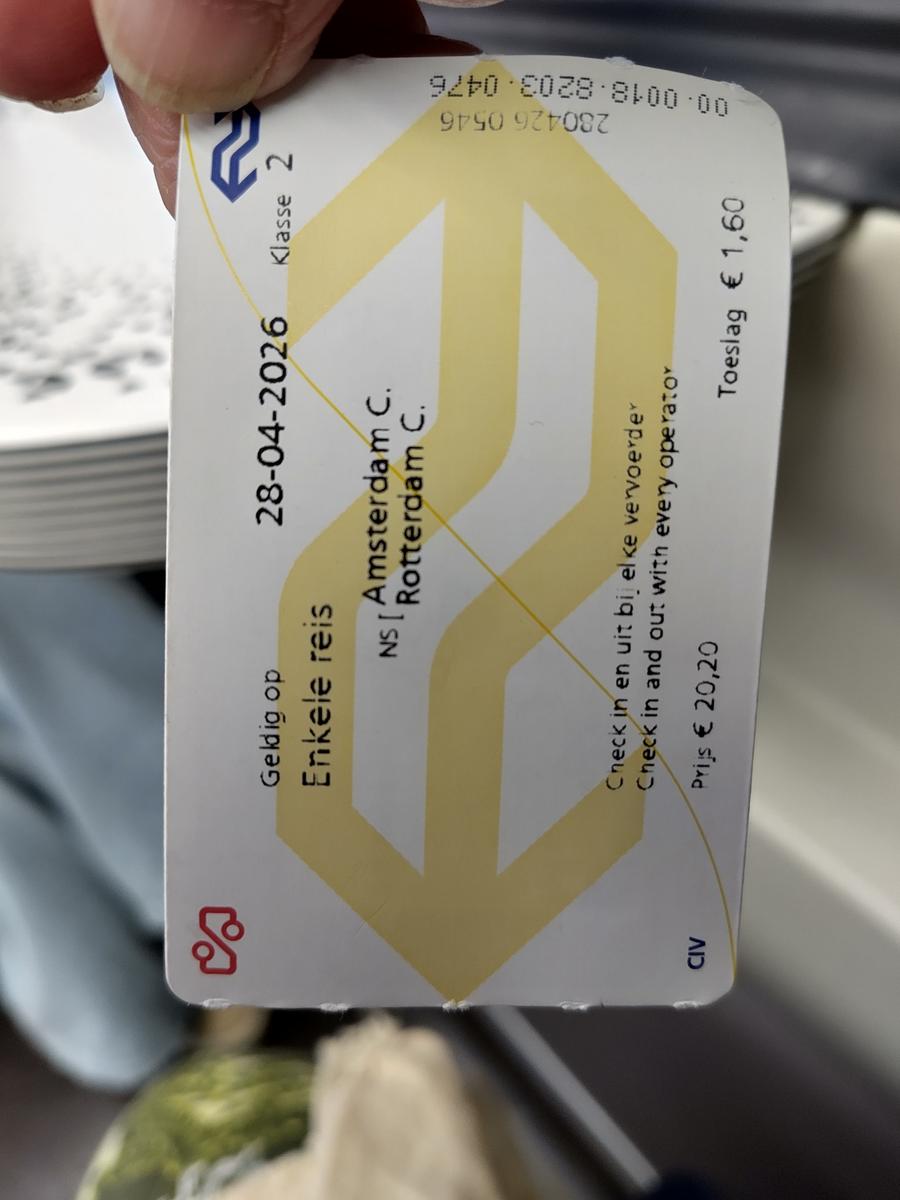 Geldig op 28-04-2026 Klasse 2
Enkele reis
NS [ Amsterdam C.
Rotterdam C.
Check in en uit bij elke vervoerder
Check in and out with every operator
Prijs € 20,20 Toeslag € 1,60
CIV
00·0018·8203·0476
280426 0546